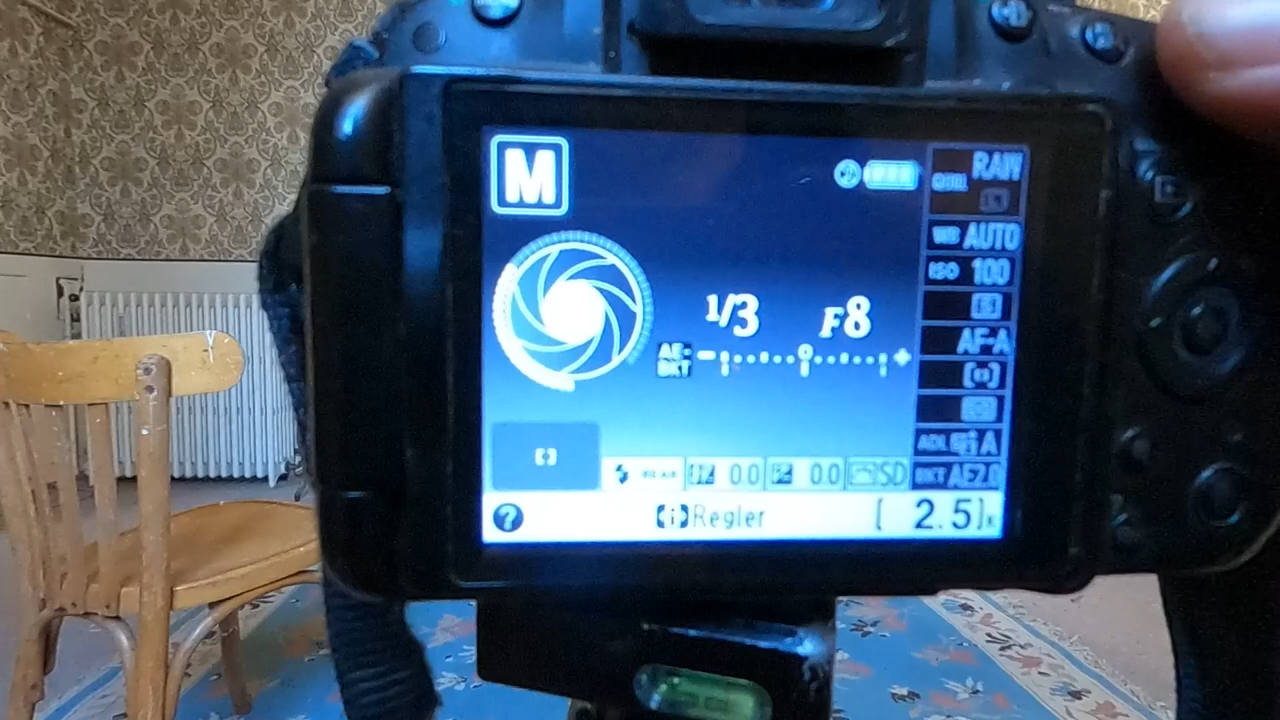 M
RAW
QUAL
WB AUTO
ISO 100
1/3 F8
AF-A
AE-
BKT
ADL A
0.0 0.0 SD
BKT AE2.0
? [i] Regler [ 2.5]k